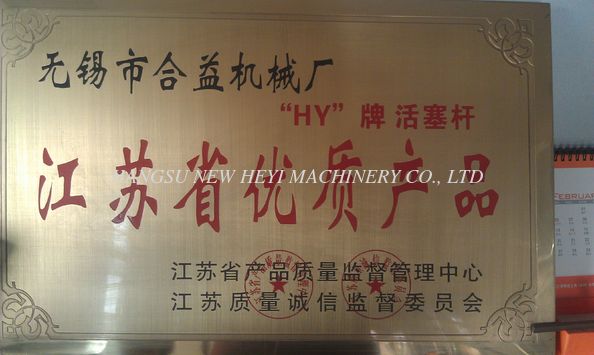 无锡市合益机械厂
“HY”牌 活塞杆
江苏省优质产品
JIANGSU NEW HEYI MACHINERY CO., LTD
江苏省产品质量监督管理中心
江苏质量诚信监督委员会
FEBRUAR